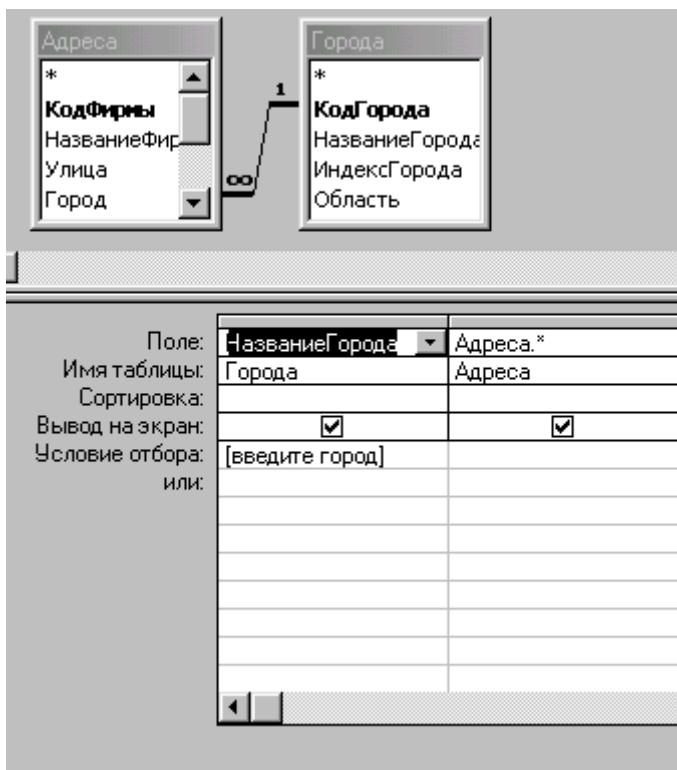 Адреса
*
КодФирмы
НазваниеФир
Улица
Город
1
∞
Города
*
КодГорода
НазваниеГорода
ИндексГорода
Область
Поле: НазваниеГорода Адреса.*
Имя таблицы: Города Адреса
Сортировка:
Вывод на экран:
Условие отбора: [введите город]
или: